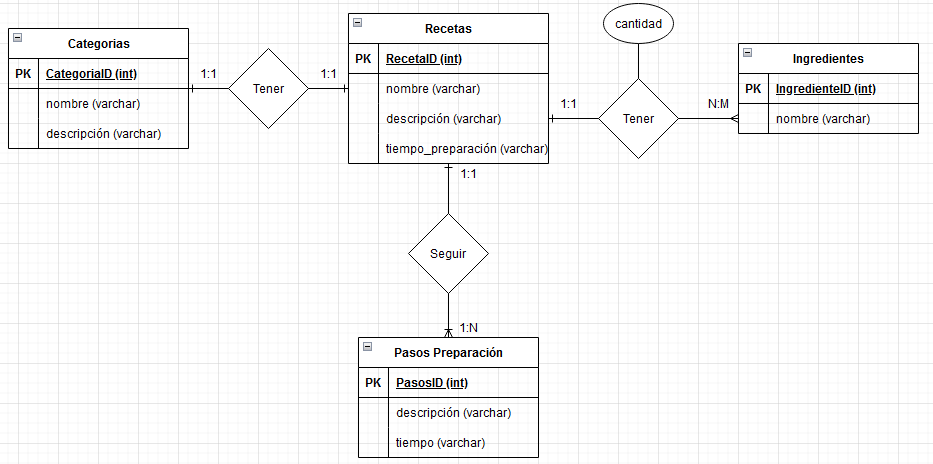 cantidad
Categorias
PK CategoriaID (int)
nombre (varchar)
descripción (varchar)
1:1
Tener
1:1
Recetas
PK RecetaID (int)
nombre (varchar)
descripción (varchar)
tiempo_preparación (varchar)
1:1
Tener
N:M
Ingredientes
PK IngredienteID (int)
nombre (varchar)
1:1
Seguir
1:N
Pasos Preparación
PK PasosID (int)
descripción (varchar)
tiempo (varchar)